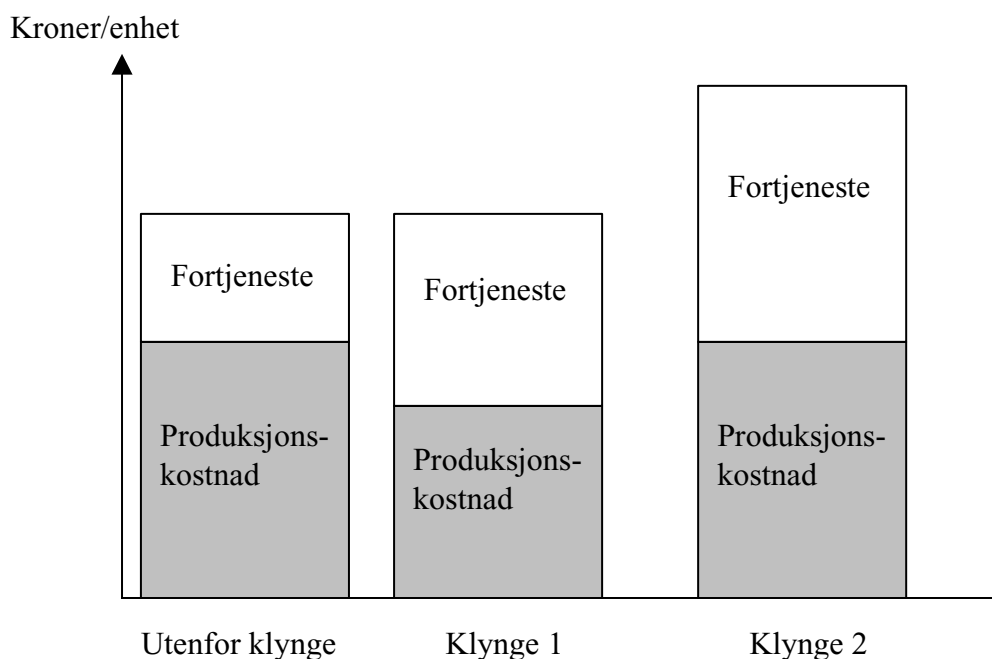 Kroner/enhet
Fortjeneste
Produksjons-
kostnad
Fortjeneste
Produksjons-
kostnad
Fortjeneste
Produksjons-
kostnad
Utenfor klynge
Klynge 1
Klynge 2